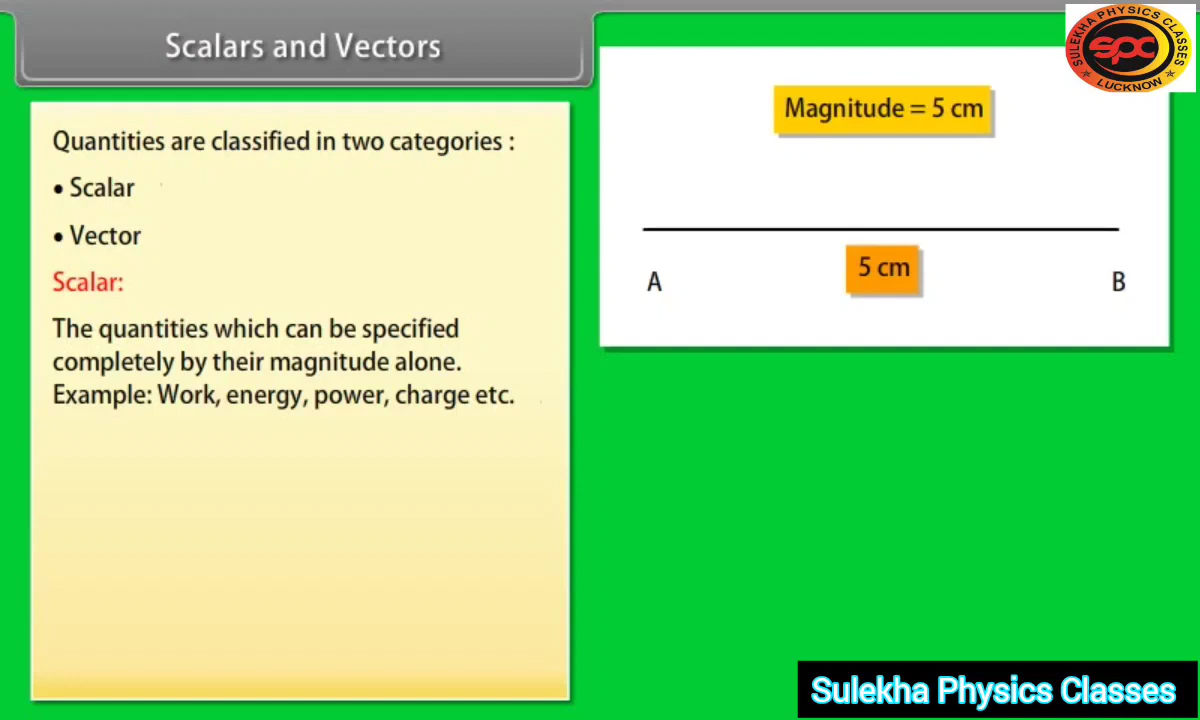 Scalars and Vectors
SULEKHA PHYSICS CLASSES
spc
LUCKNOW
Quantities are classified in two categories :
• Scalar
• Vector
Scalar:
The quantities which can be specified
completely by their magnitude alone.
Example: Work, energy, power, charge etc.
Magnitude = 5 cm
5 cm
A B
Sulekha Physics Classes